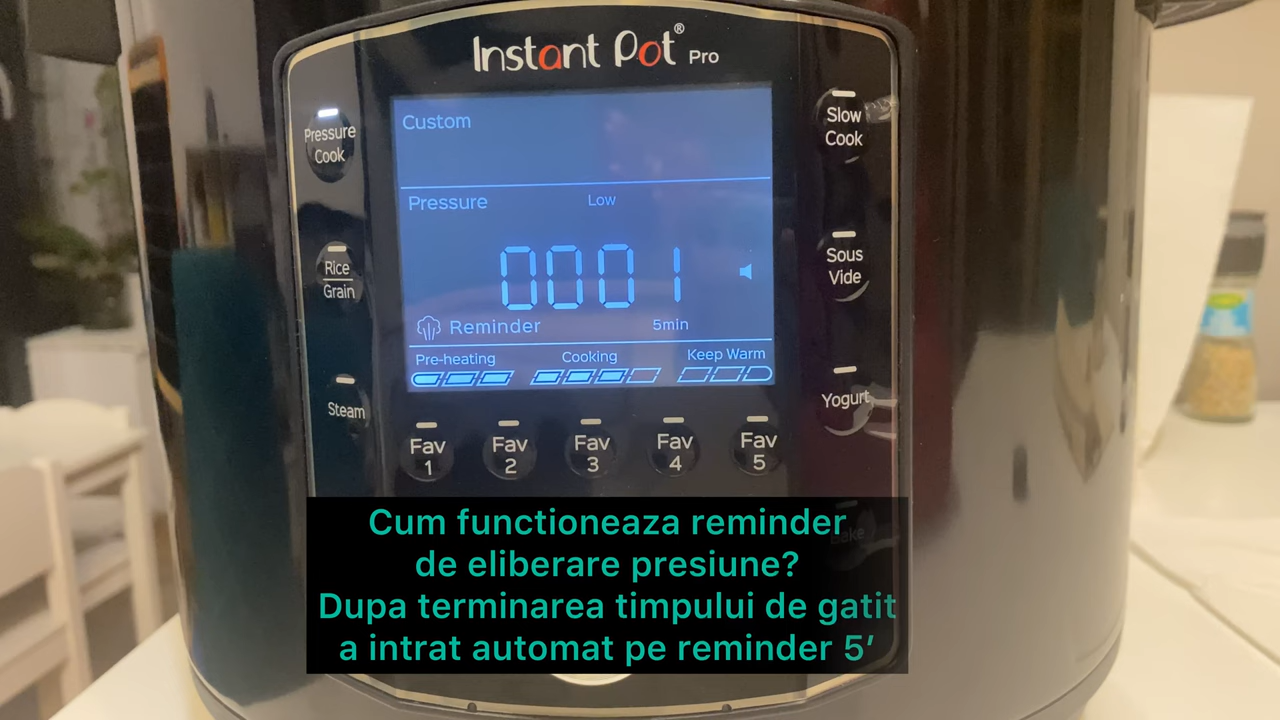 Instant Pot® Pro
Custom
Pressure Low
0001
Reminder 5min
Pre-heating Cooking Keep Warm
Pressure
Cook
Rice
Grain
Steam
Slow
Cook
Sous
Vide
Yogurt
Bake
Fav
1
Fav
2
Fav
3
Fav
4
Fav
5
Cum functioneaza reminder
de eliberare presiune?
Dupa terminarea timpului de gatit
a intrat automat pe reminder 5’